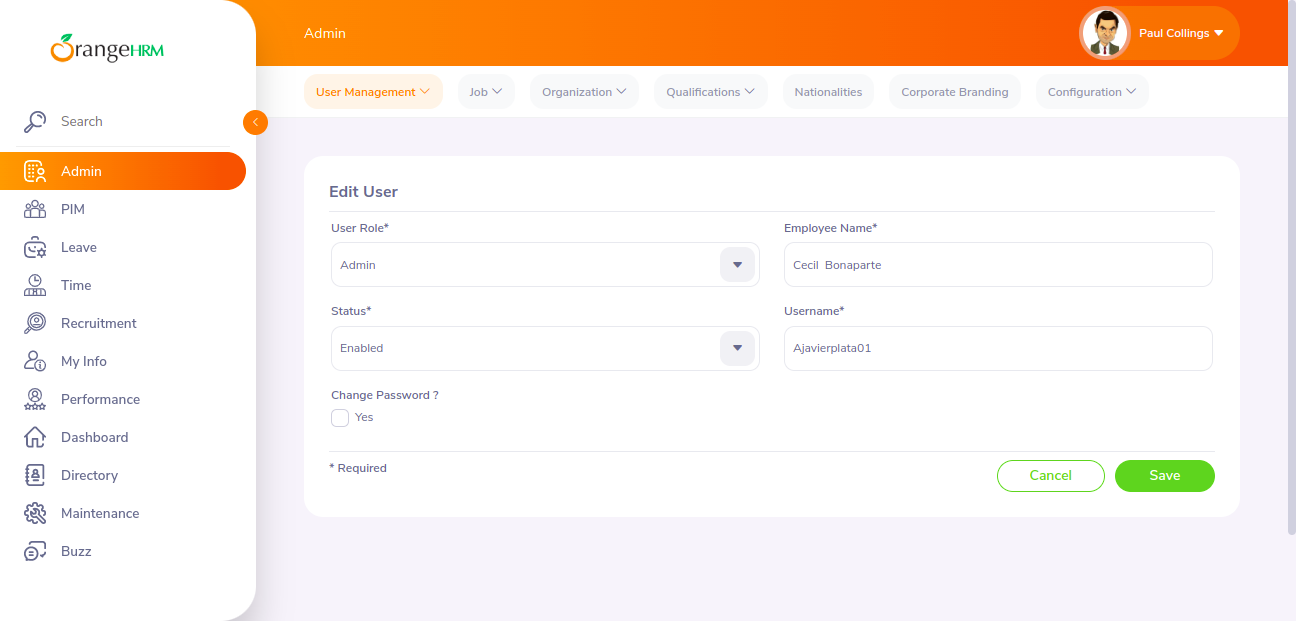 OrangeHRM
Search
Admin
PIM
Leave
Time
Recruitment
My Info
Performance
Dashboard
Directory
Maintenance
Buzz
Admin
Paul Collings
User Management
Job
Organization
Qualifications
Nationalities
Corporate Branding
Configuration
Edit User
User Role*
Employee Name*
Admin
Cecil  Bonaparte
Status*
Username*
Enabled
Ajavierplata01
Change Password ?
Yes
* Required
Cancel
Save